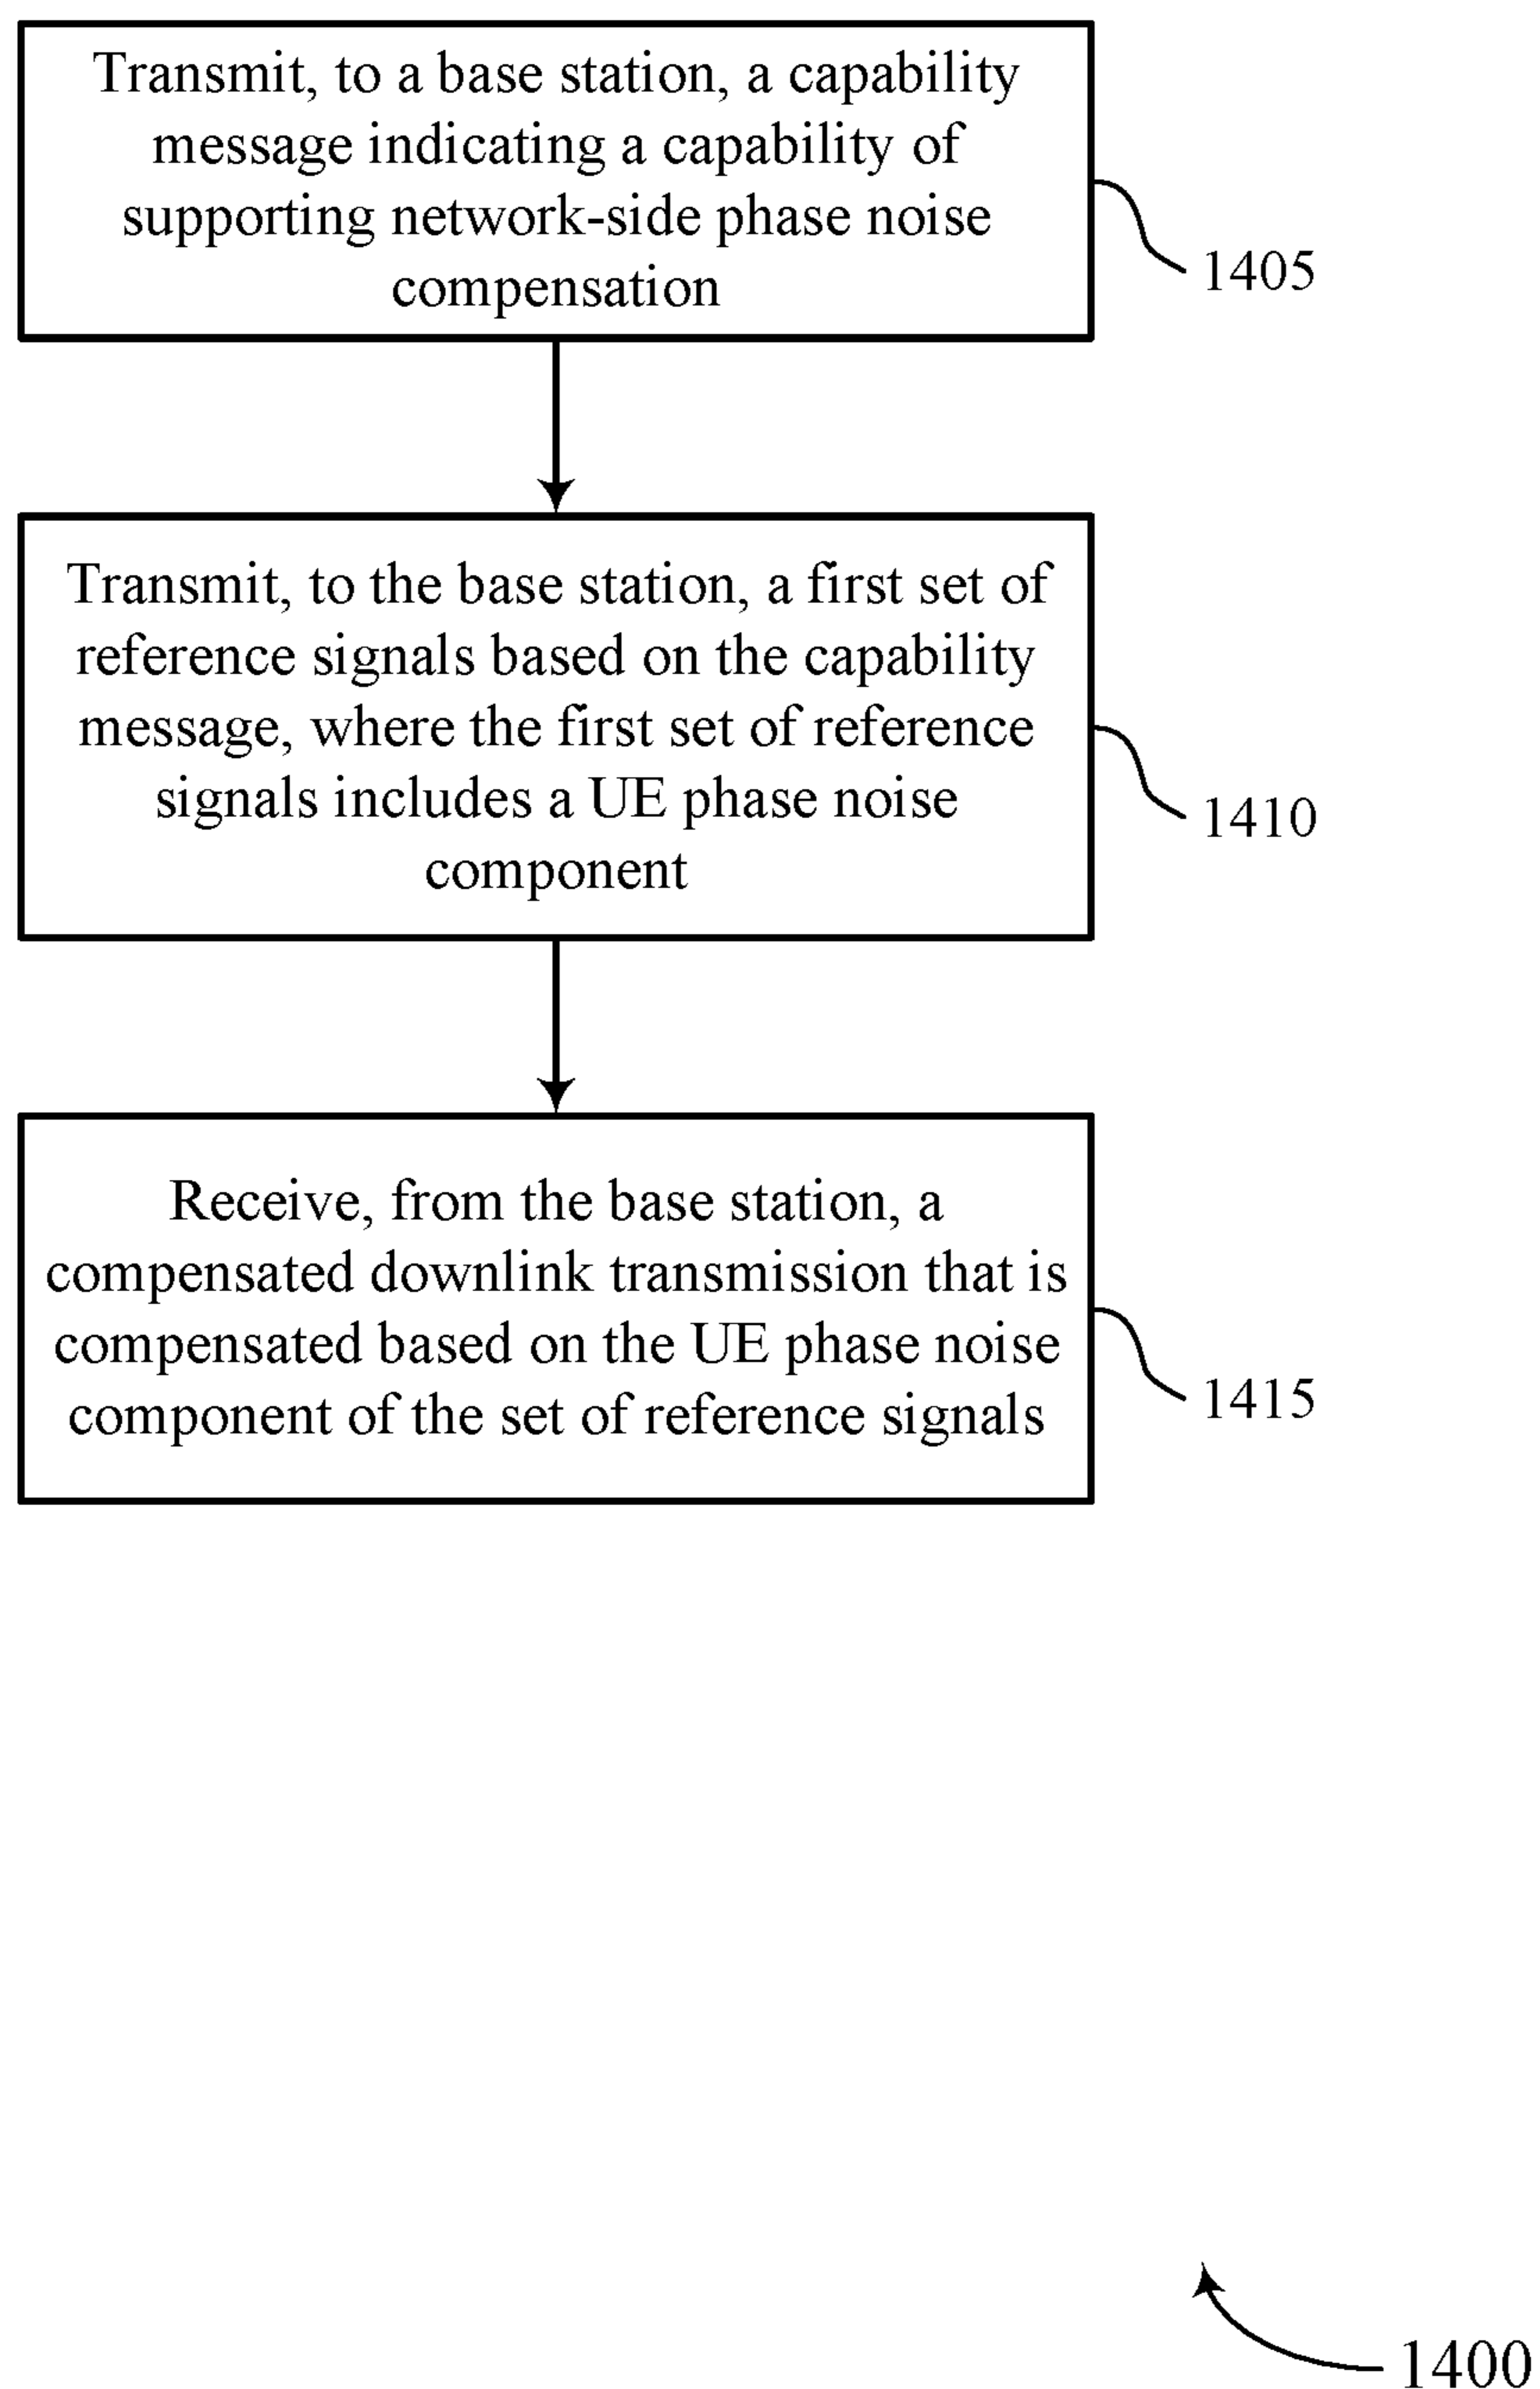 Transmit, to a base station, a capability
message indicating a capability of
supporting network-side phase noise
compensation
1405
Transmit, to the base station, a first set of
reference signals based on the capability
message, where the first set of reference
signals includes a UE phase noise
component
1410
Receive, from the base station, a
compensated downlink transmission that is
compensated based on the UE phase noise
component of the set of reference signals
1415
1400